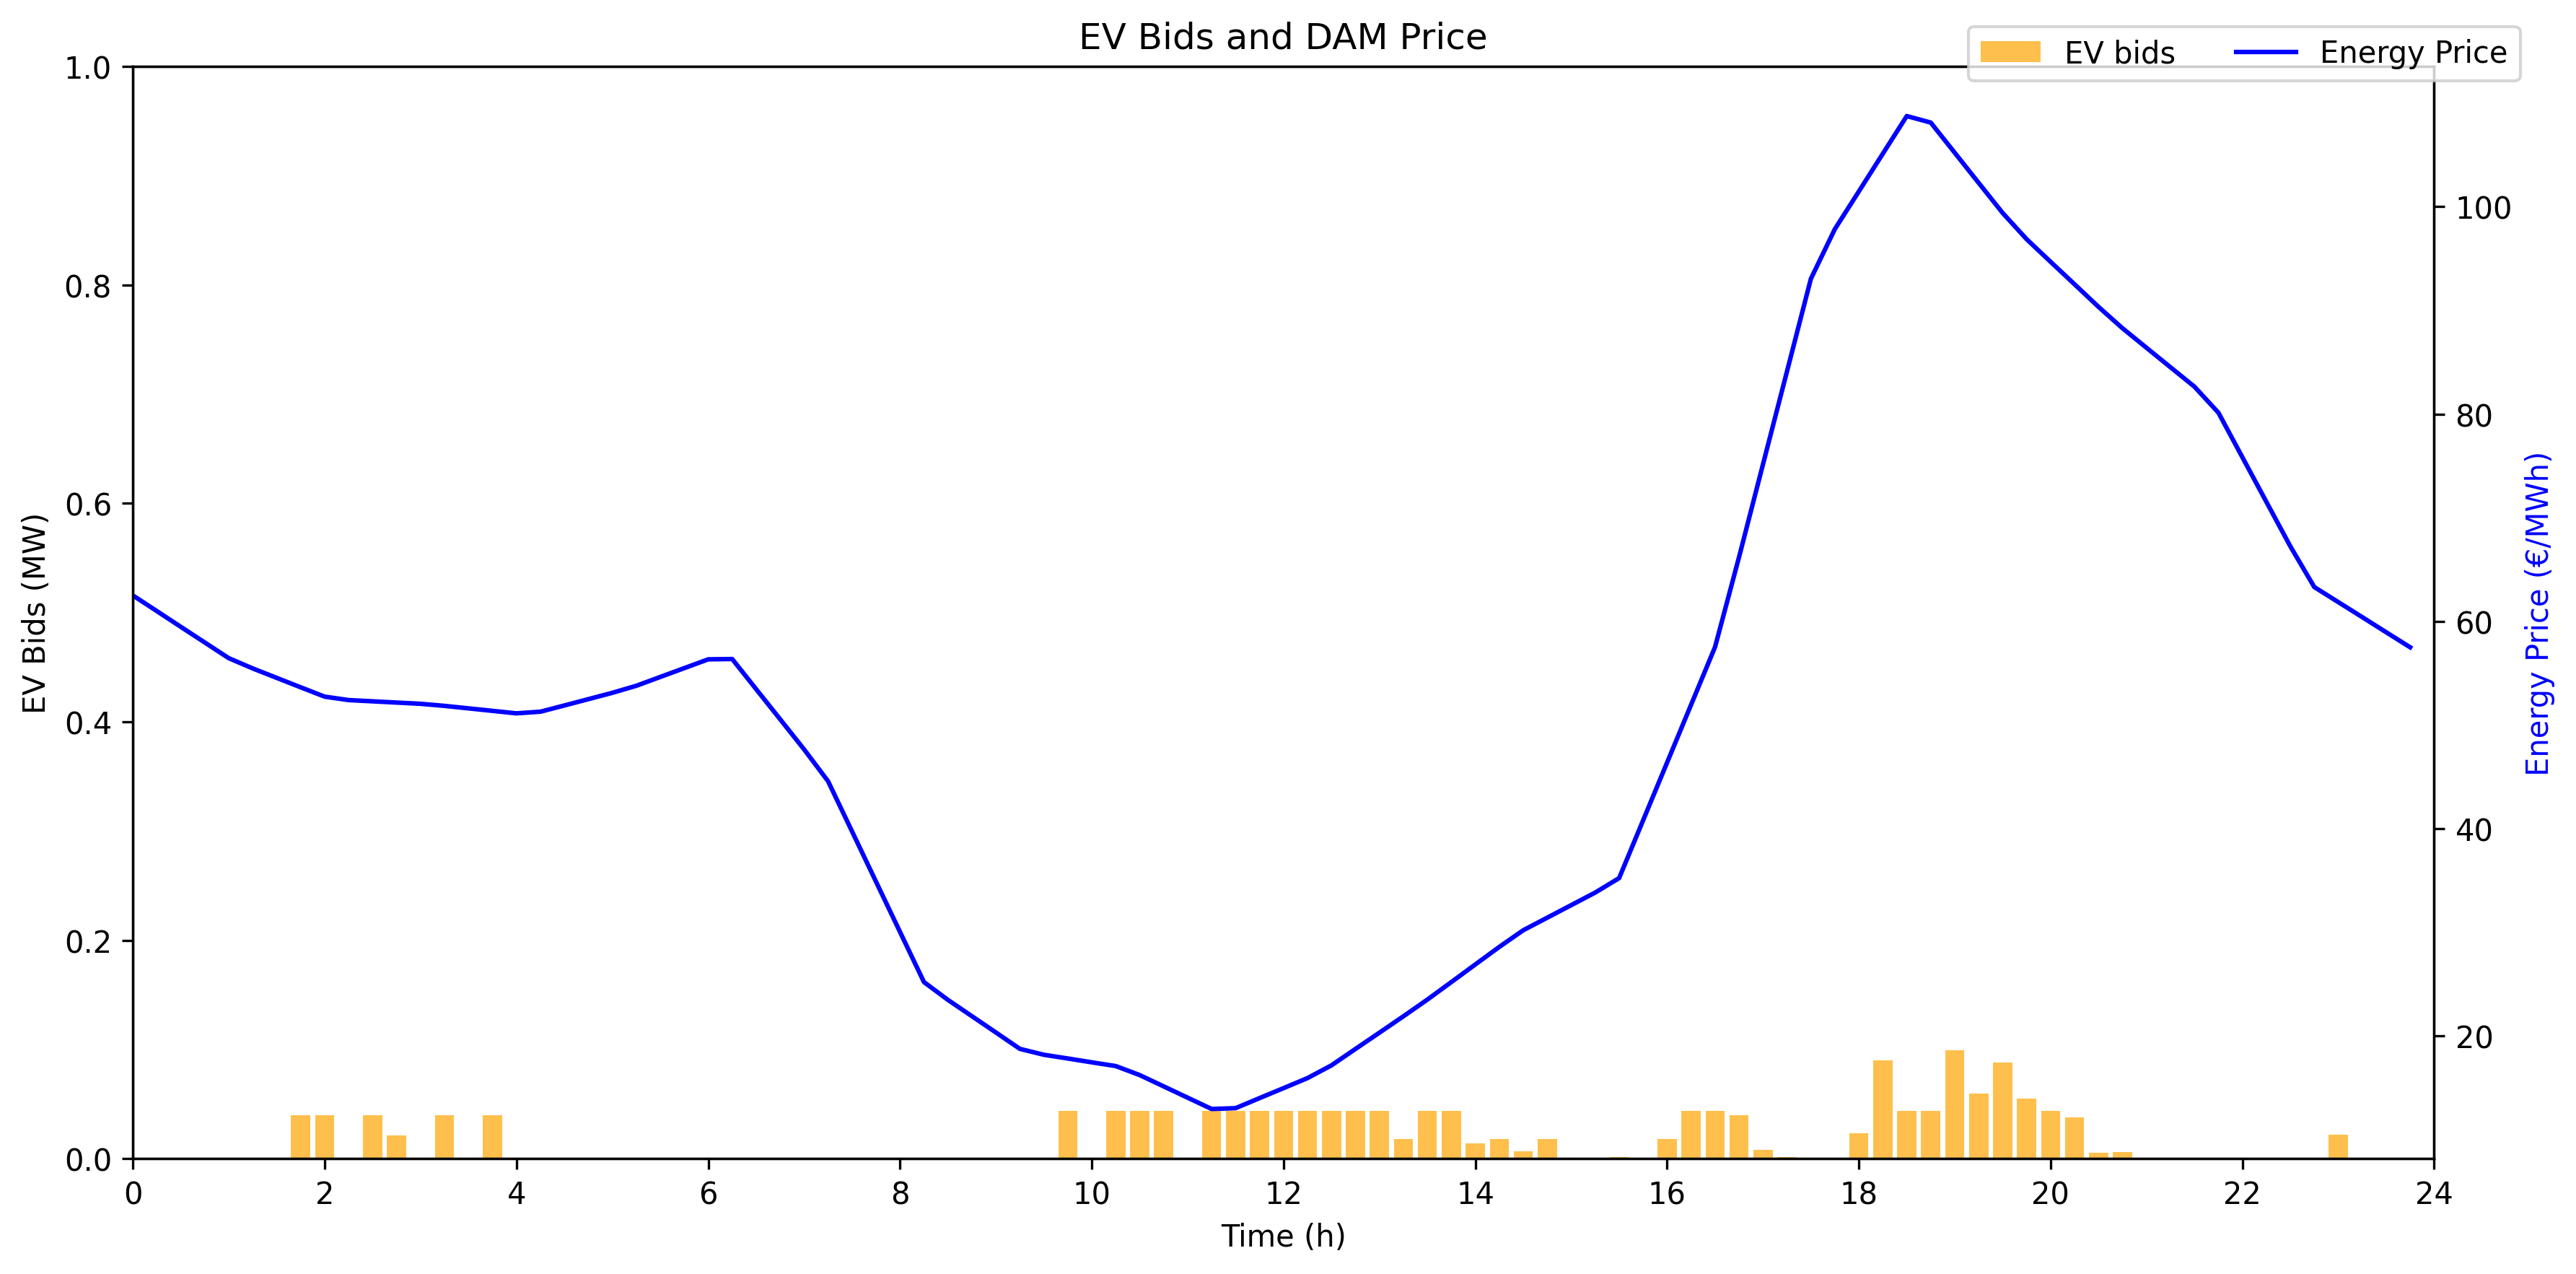 EV Bids and DAM Price
EV bids
Energy Price
1.0
0.8
0.6
0.4
0.2
0.0
EV Bids (MW)
100
80
60
40
20
Energy Price (€/MWh)
0 2 4 6 8 10 12 14 16 18 20 22 24
Time (h)